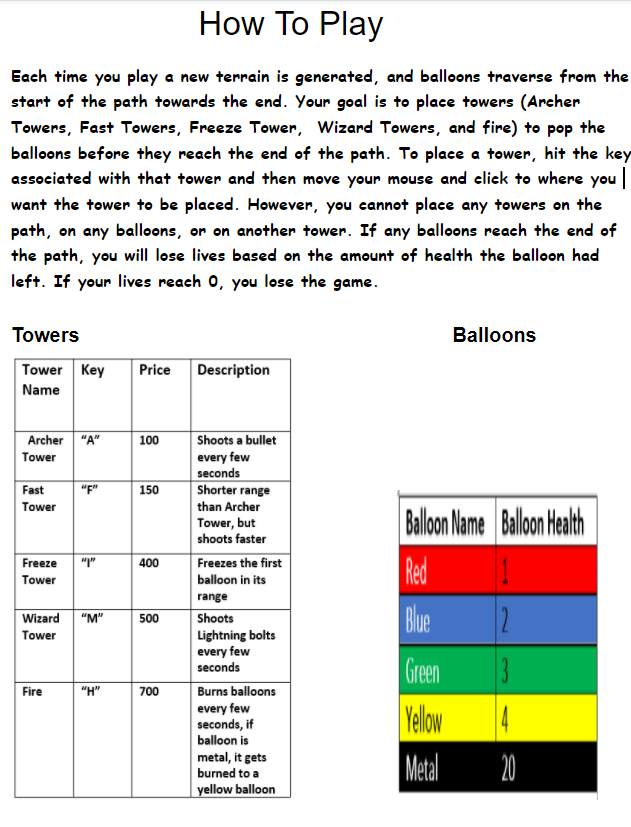 How To Play
Each time you play a new terrain is generated, and balloons traverse from the
start of the path towards the end. Your goal is to place towers (Archer
Towers, Fast Towers, Freeze Tower, Wizard Towers, and fire) to pop the
balloons before they reach the end of the path. To place a tower, hit the key
associated with that tower and then move your mouse and click to where you
want the tower to be placed. However, you cannot place any towers on the
path, on any balloons, or on another tower. If any balloons reach the end of
the path, you will lose lives based on the amount of health the balloon had
left. If your lives reach 0, you lose the game.
Towers
Tower Key Price Description
Name
Archer "A" 100 Shoots a bullet
Tower every few
seconds
Fast "F" 150 Shorter range
Tower than Archer
Tower, but
shoots faster
Freeze "I" 400 Freezes the first
Tower balloon in its
range
Wizard "M" 500 Shoots
Tower Lightning bolts
every few
seconds
Fire "H" 700 Burns balloons
every few
seconds, if
balloon is
metal, it gets
burned to a
yellow balloon
Balloons
Balloon Name Balloon Health
Red 1
Blue 2
Green 3
Yellow 4
Metal 20